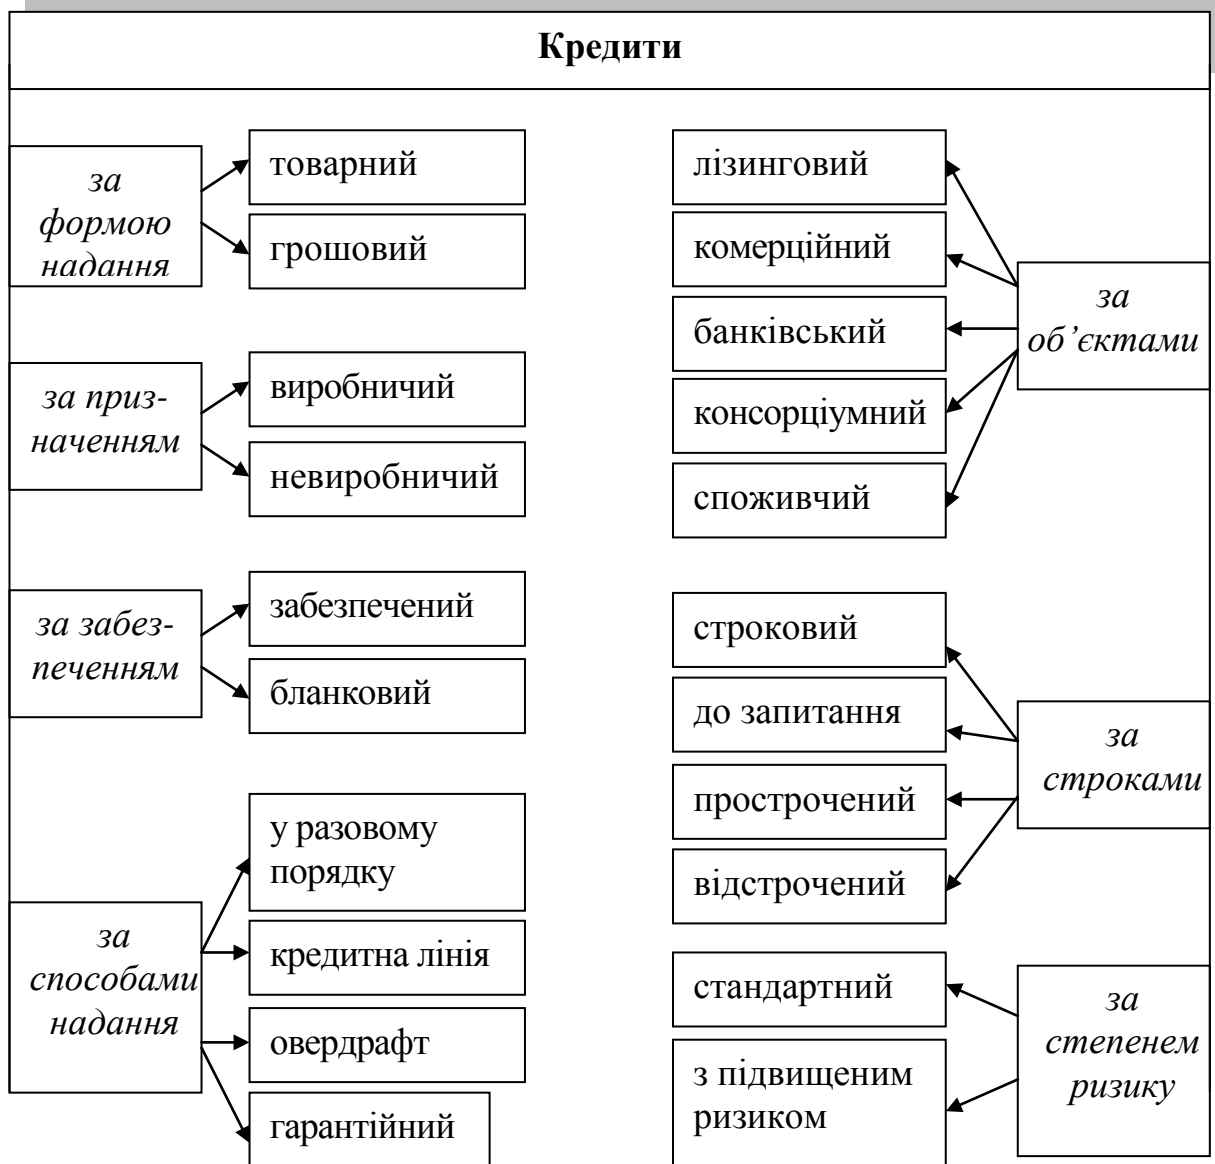 Кредити
за
формою
надання
товарний
грошовий
за приз-
наченням
виробничий
невиробничий
за забез-
печенням
забезпечений
бланковий
за
способами
надання
у разовому
порядку
кредитна лінія
овердрафт
гарантійний
лізинговий
комерційний
банківський
консорціумний
споживчий
за
об’єктами
строковий
до запитання
прострочений
відстрочений
за
строками
стандартний
з підвищеним
ризиком
за
степенем
ризику